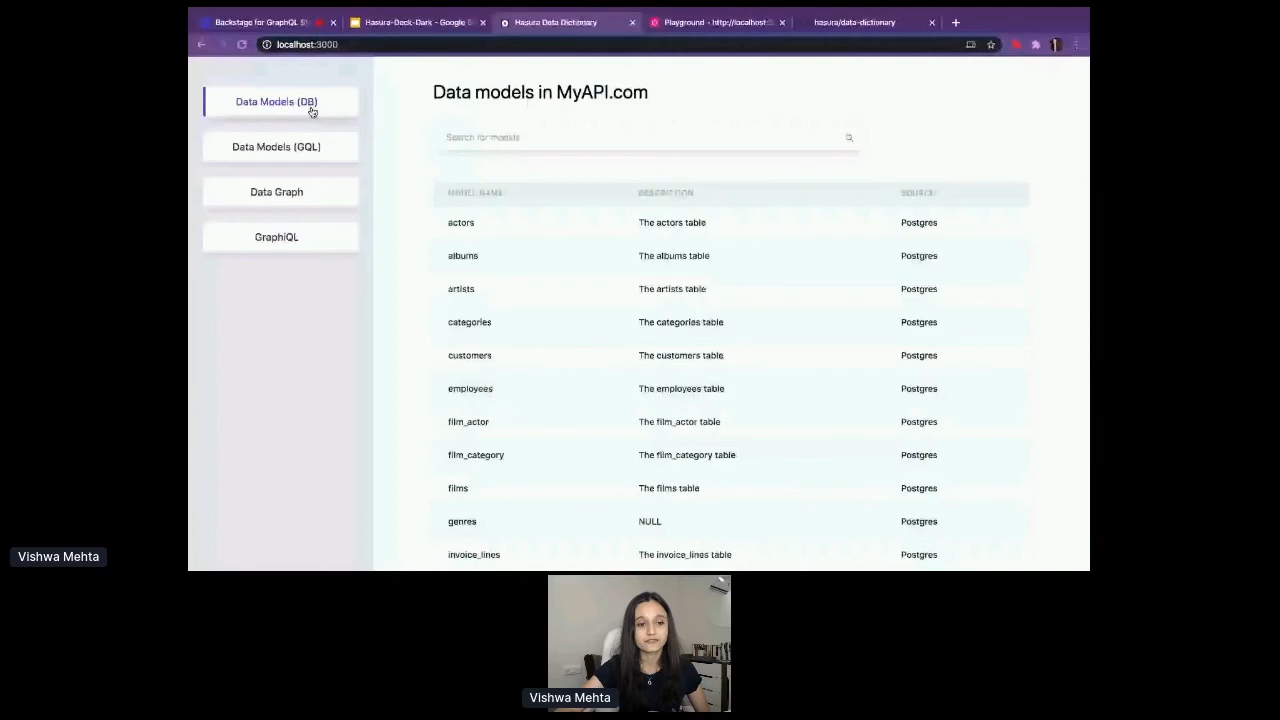 Backstage for GraphQL S
Hasura-Deck-Dark - Google S
Hasura Data Dictionary
Playground - http://localhost:
hasura/data-dictionary
localhost:3000
Data Models (DB)
Data Models (GQL)
Data Graph
GraphiQL
Data models in MyAPI.com
Search for models
MODEL NAME DESCRIPTION SOURCE
actors The actors table Postgres
albums The albums table Postgres
artists The artists table Postgres
categories The categories table Postgres
customers The customers table Postgres
employees The employees table Postgres
film_actor The film_actor table Postgres
film_category The film_category table Postgres
films The films table Postgres
genres NULL Postgres
invoice_lines The invoice_lines table Postgres
Vishwa Mehta
Vishwa Mehta